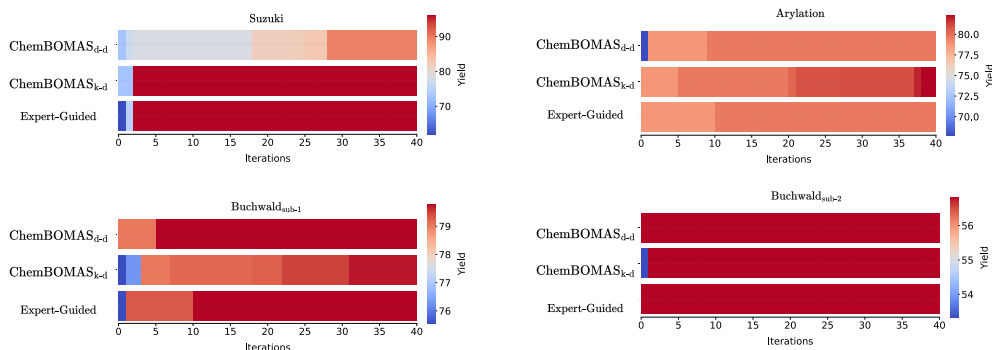 Suzuki
ChemBOMAS_d-d
ChemBOMAS_k-d
Expert-Guided
0 5 10 15 20 25 30 35 40
Iterations
90
80
70
Yield
Arylation
ChemBOMAS_d-d
ChemBOMAS_k-d
Expert-Guided
0 5 10 15 20 25 30 35 40
Iterations
80.0
77.5
75.0
72.5
70.0
Yield
Buchwald_sub-1
ChemBOMAS_d-d
ChemBOMAS_k-d
Expert-Guided
0 5 10 15 20 25 30 35 40
Iterations
79
78
77
76
Yield
Buchwald_sub-2
ChemBOMAS_d-d
ChemBOMAS_k-d
Expert-Guided
0 5 10 15 20 25 30 35 40
Iterations
56
55
54
Yield